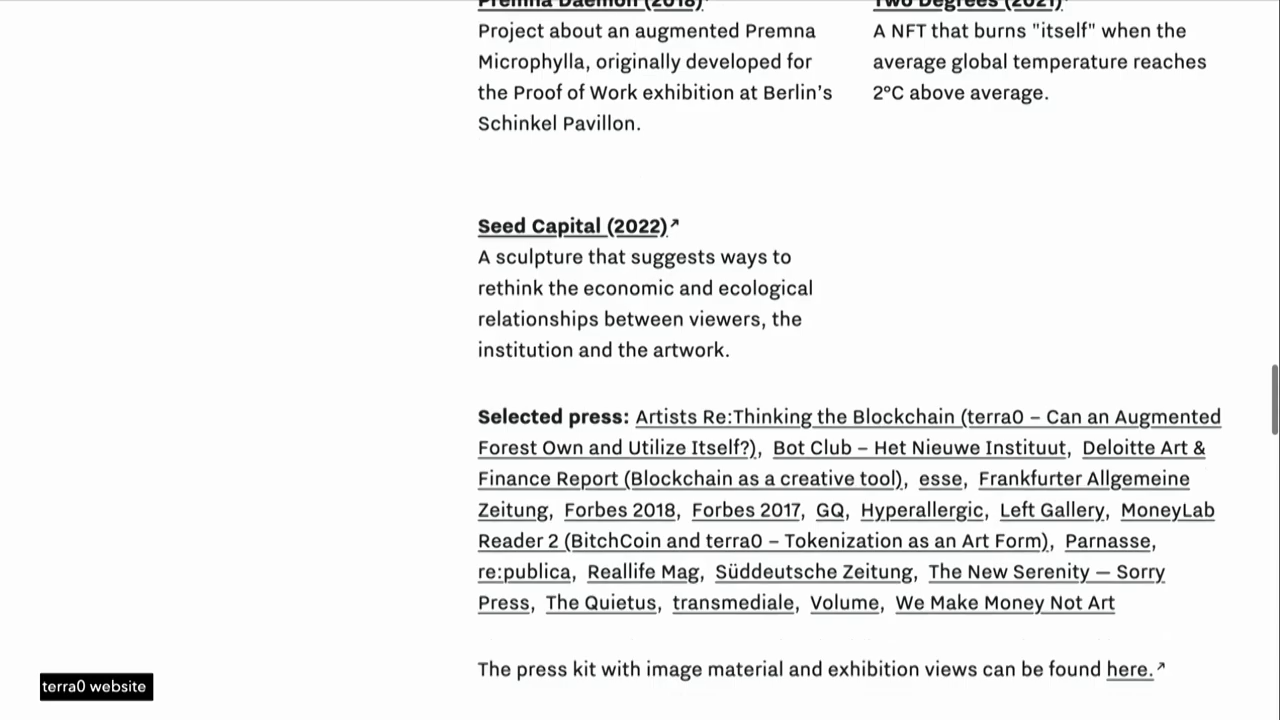 Premna Daemon (2018)
Project about an augmented Premna
Microphylla, originally developed for
the Proof of Work exhibition at Berlin’s
Schinkel Pavillon.
Two Degrees (2021)
A NFT that burns "itself" when the
average global temperature reaches
2°C above average.
Seed Capital (2022)↗
A sculpture that suggests ways to
rethink the economic and ecological
relationships between viewers, the
institution and the artwork.
Selected press: Artists Re:Thinking the Blockchain (terra0 – Can an Augmented
Forest Own and Utilize Itself?), Bot Club – Het Nieuwe Instituut, Deloitte Art &
Finance Report (Blockchain as a creative tool), esse, Frankfurter Allgemeine
Zeitung, Forbes 2018, Forbes 2017, GQ, Hyperallergic, Left Gallery, MoneyLab
Reader 2 (BitchCoin and terra0 – Tokenization as an Art Form), Parnasse,
re:publica, Reallife Mag, Süddeutsche Zeitung, The New Serenity — Sorry
Press, The Quietus, transmediale, Volume, We Make Money Not Art
The press kit with image material and exhibition views can be found here.↗
terra0 website